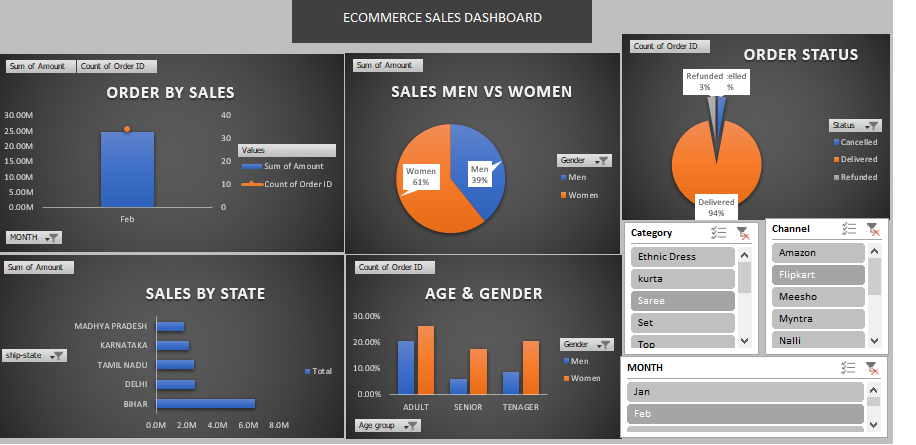 ECOMMERCE SALES DASHBOARD
Sum of Amount
Count of Order ID
ORDER BY SALES
30.00M
25.00M
20.00M
15.00M
10.00M
5.00M
0.00M
40
30
20
10
0
Feb
Values
Sum of Amount
Count of Order ID
MONTH
Sum of Amount
SALES MEN VS WOMEN
Women
61%
Men
39%
Gender
Men
Women
Count of Order ID
ORDER STATUS
Refunded
3%
elled
%
Delivered
94%
Status
Cancelled
Delivered
Refunded
Sum of Amount
SALES BY STATE
ship-state
MADHYA PRADESH
KARNATAKA
TAMIL NADU
DELHI
BIHAR
0.0M 2.0M 4.0M 6.0M 8.0M
Total
Count of Order ID
AGE & GENDER
30.00%
20.00%
10.00%
0.00%
ADULT SENIOR TENAGER
Gender
Men
Women
Age group
Category
Ethnic Dress
kurta
Saree
Set
Top
Channel
Amazon
Flipkart
Meesho
Myntra
Nalli
MONTH
Jan
Feb